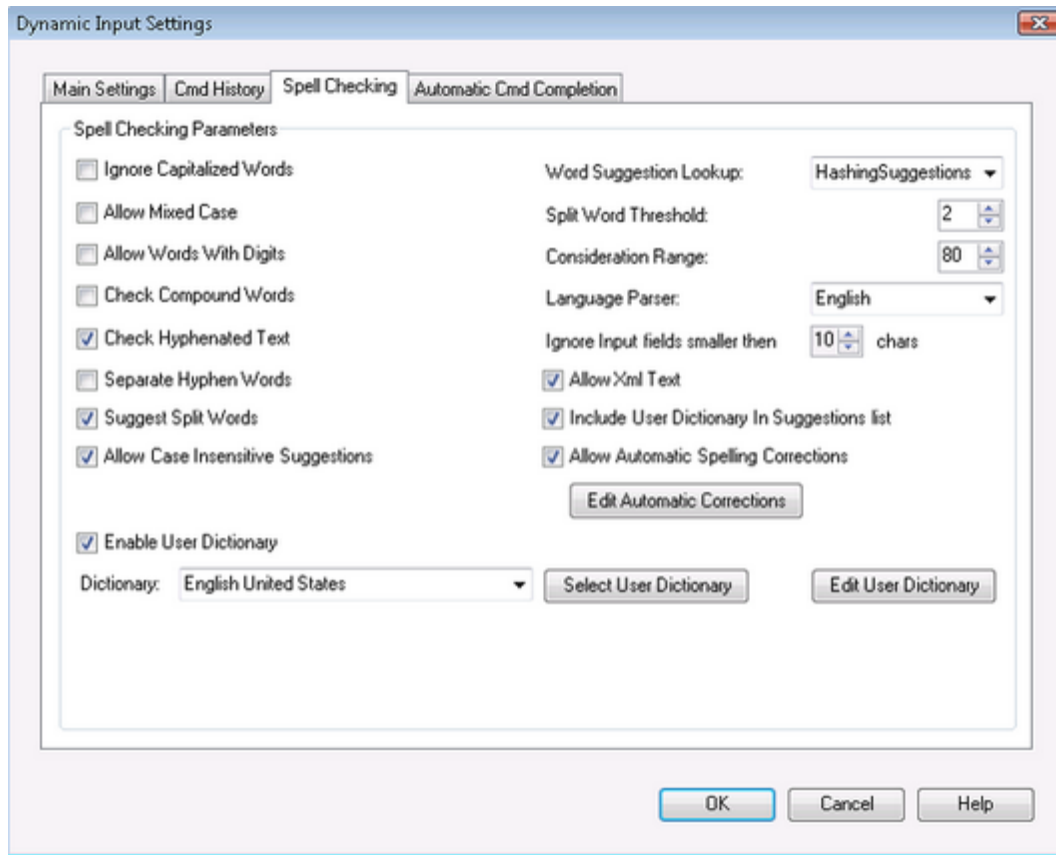 Dynamic Input Settings
Main Settings Cmd History Spell Checking Automatic Cmd Completion
Spell Checking Parameters
Ignore Capitalized Words
Allow Mixed Case
Allow Words With Digits
Check Compound Words
Check Hyphenated Text
Separate Hyphen Words
Suggest Split Words
Allow Case Insensitive Suggestions
Word Suggestion Lookup: HashingSuggestions
Split Word Threshold: 2
Consideration Range: 80
Language Parser: English
Ignore Input fields smaller then 10 chars
Allow Xml Text
Include User Dictionary In Suggestions list
Allow Automatic Spelling Corrections
Edit Automatic Corrections
Enable User Dictionary
Dictionary: English United States Select User Dictionary Edit User Dictionary
OK Cancel Help